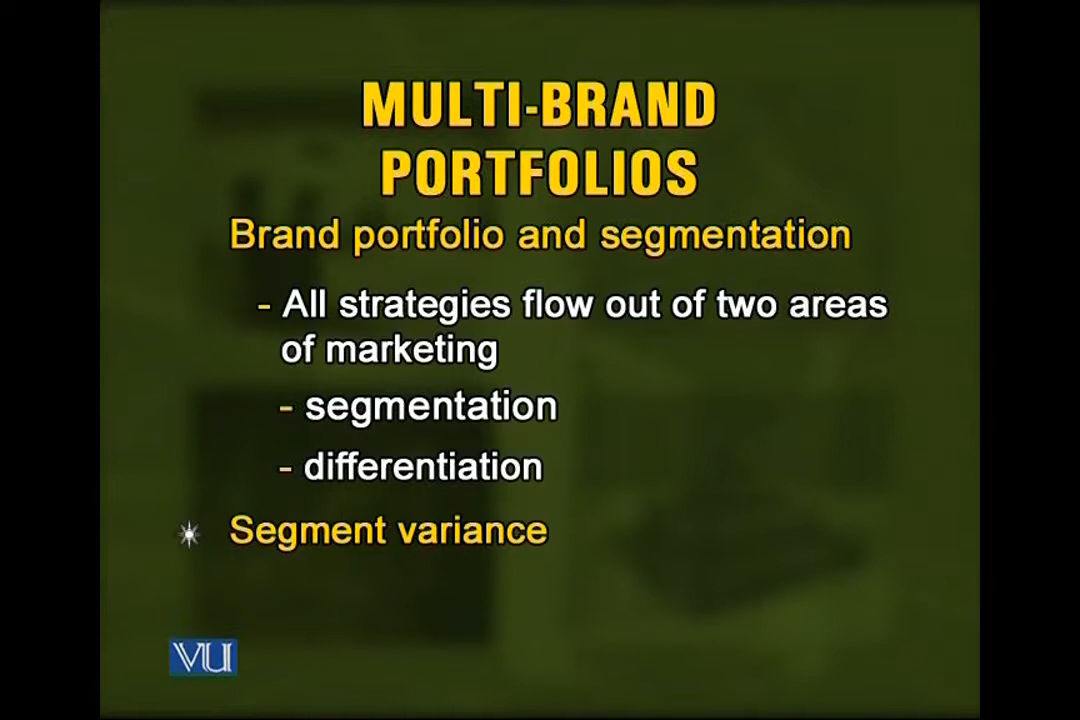 MULTI-BRAND
PORTFOLIOS
Brand portfolio and segmentation
- All strategies flow out of two areas
of marketing
- segmentation
- differentiation
Segment variance
VU